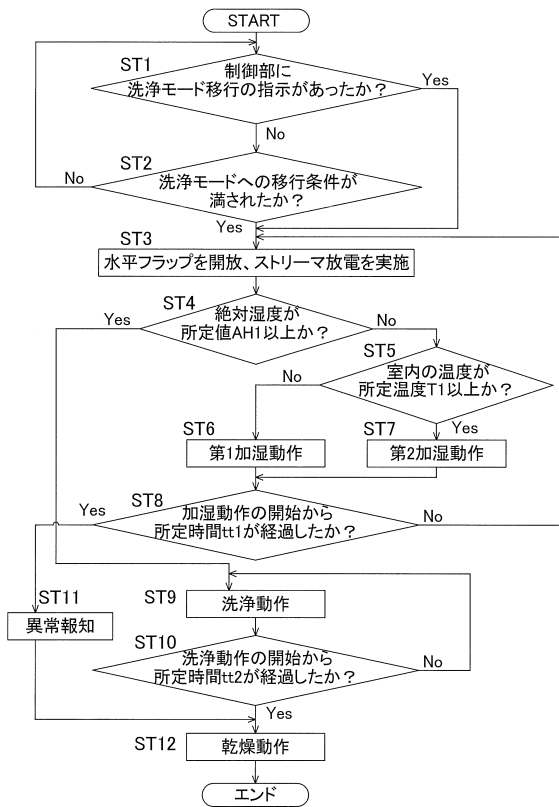 START
ST1
制御部に
洗浄モード移行の指示があったか？
Yes
No
ST2
洗浄モードへの移行条件が
満されたか？
No
Yes
ST3
水平フラップを開放、ストリーマ放電を実施
ST4
絶対湿度が
所定値AH1以上か？
Yes
No
ST5
室内の温度が
所定温度T1以上か？
No
Yes
ST6
第1加湿動作
ST7
第2加湿動作
ST8
加湿動作の開始から
所定時間tt1が経過したか？
Yes
No
ST9
洗浄動作
ST11
異常報知
ST10
洗浄動作の開始から
所定時間tt2が経過したか？
No
Yes
ST12
乾燥動作
エンド